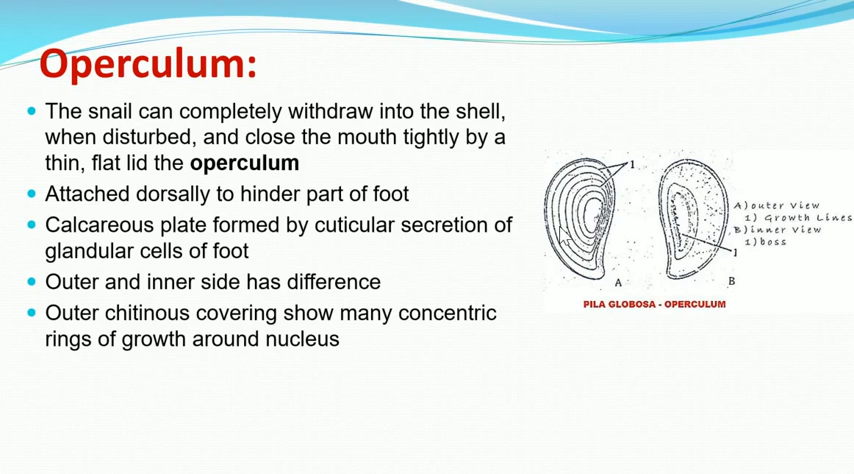 Operculum:
The snail can completely withdraw into the shell,
when disturbed, and close the mouth tightly by a
thin, flat lid the operculum
Attached dorsally to hinder part of foot
Calcareous plate formed by cuticular secretion of
glandular cells of foot
Outer and inner side has difference
Outer chitinous covering show many concentric
rings of growth around nucleus
1
A
1
B
A)outer View
1) Growth Lines
B)inner View
1)boss
PILA GLOBOSA - OPERCULUM